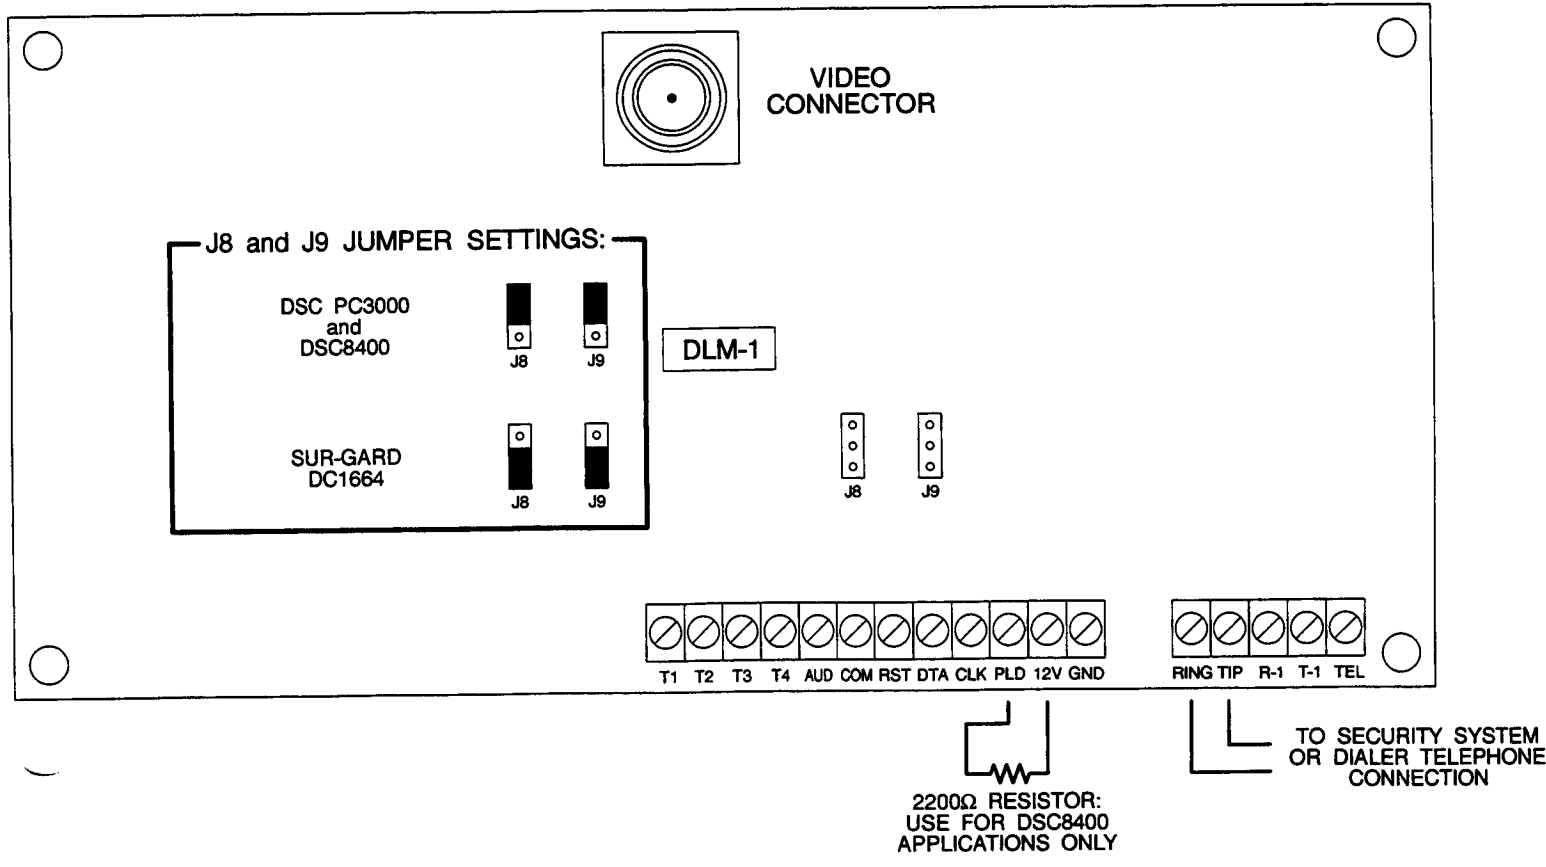 VIDEO
CONNECTOR
J8 and J9 JUMPER SETTINGS:
DSC PC3000
and
DSC8400
J8 J9
DLM-1
SUR-GARD
DC1664
J8 J9
J8 J9
T1 T2 T3 T4 AUD COM RST DTA CLK PLD 12V GND
RING TIP R-1 T-1 TEL
TO SECURITY SYSTEM
OR DIALER TELEPHONE
CONNECTION
2200Ω RESISTOR:
USE FOR DSC8400
APPLICATIONS ONLY